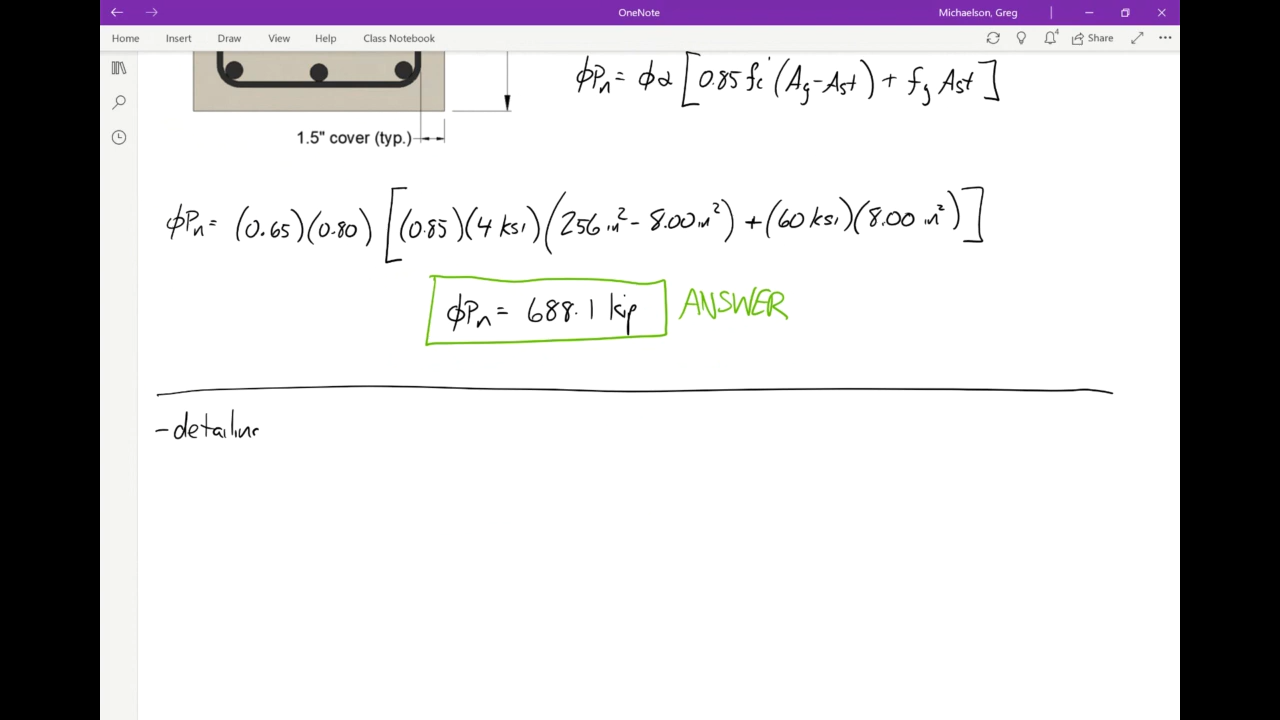 OneNote
Michaelson, Greg
Home Insert Draw View Help Class Notebook
4 Share
ϕPn = ϕα [0.85 fc' (Ag - Ast) + fy Ast]
1.5" cover (typ.)
ϕPn = (0.65)(0.80) [(0.85)(4 ksi)(256 in² - 8.00 in²) + (60 ksi)(8.00 in²)]
ϕPn = 688.1 kip ANSWER
- detailing